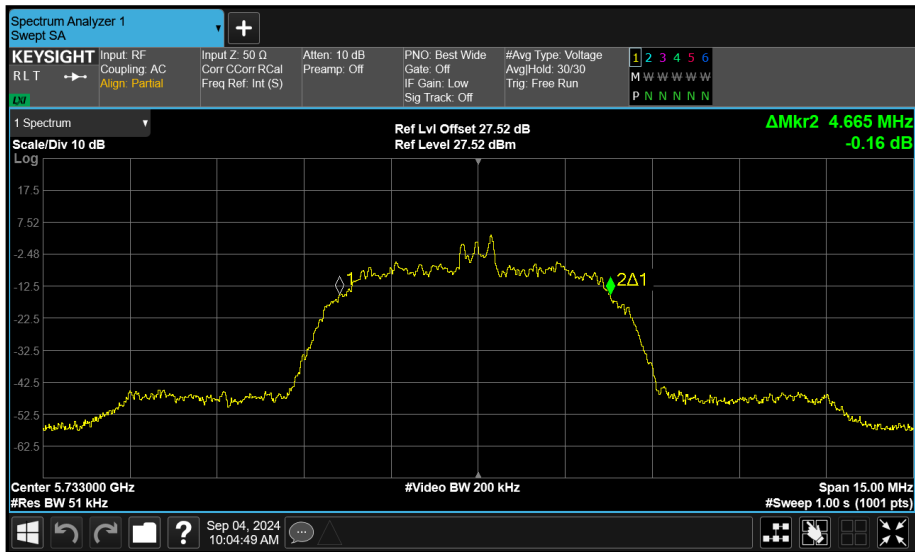 Spectrum Analyzer 1
Swept SA
+
KEYSIGHT
RLT
LXI
Input: RF
Coupling: AC
Align: Partial
Input Z: 50 Ω
Corr CCorr RCal
Freq Ref: Int (S)
Atten: 10 dB
Preamp: Off
PNO: Best Wide
Gate: Off
IF Gain: Low
Sig Track: Off
#Avg Type: Voltage
Avg|Hold: 30/30
Trig: Free Run
1 2 3 4 5 6
M W W W W W
P N N N N N
1 Spectrum
Scale/Div 10 dB
Ref Lvl Offset 27.52 dB
Ref Level 27.52 dBm
ΔMkr2 4.665 MHz
-0.16 dB
Log
17.5
7.52
-2.48
-12.5
-22.5
-32.5
-42.5
-52.5
-62.5
1
2Δ1
Center 5.733000 GHz
#Res BW 51 kHz
#Video BW 200 kHz
Span 15.00 MHz
#Sweep 1.00 s (1001 pts)
?
Sep 04, 2024
10:04:49 AM